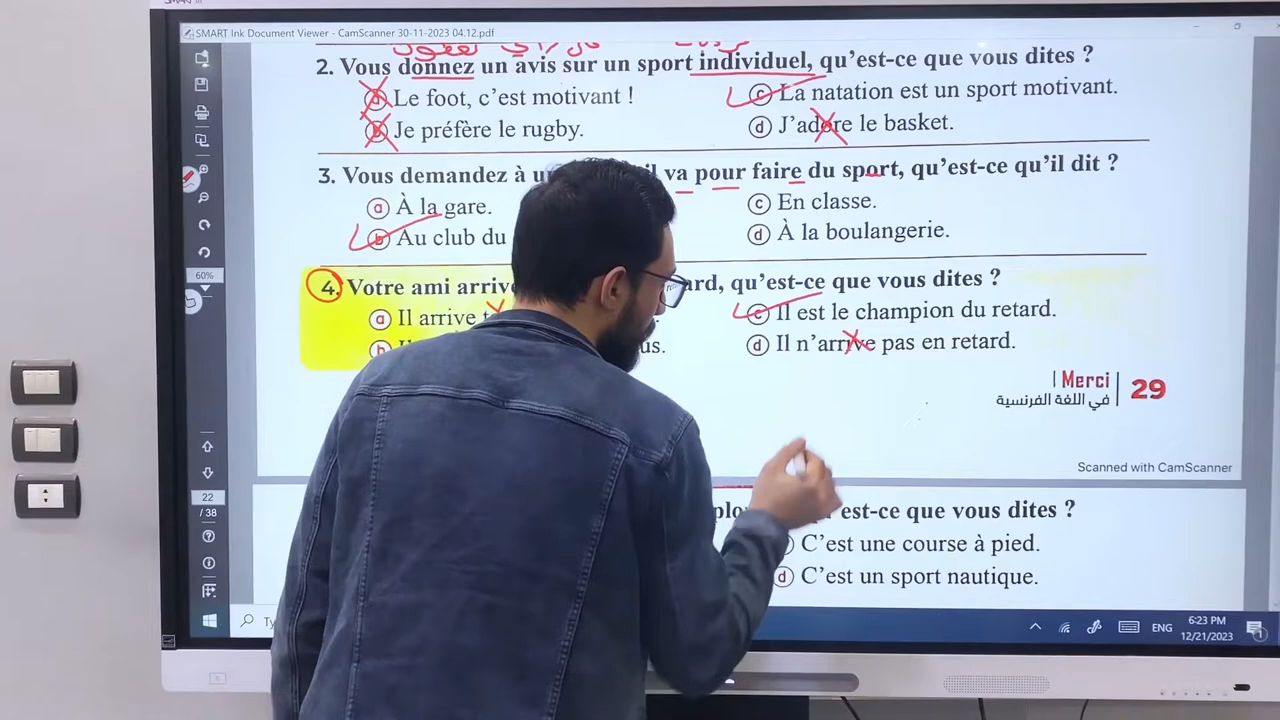 SMART Ink Document Viewer - CamScanner 30-11-2023 04.12.pdf
2. Vous donnez un avis sur un sport individuel, qu’est-ce que vous dites ?
a Le foot, c’est motivant !
c La natation est un sport motivant.
b Je préfère le rugby.
d J’adore le basket.
3. Vous demandez à il va pour faire du sport, qu’est-ce qu’il dit ?
a À la gare.
c En classe.
b Au club du
d À la boulangerie.
4. Votre ami qu’est-ce que vous dites ?
a Il arrive
c Il est le champion du retard.
b
d Il n’arrive pas en retard.
Merci
في اللغة الفرنسية
29
Scanned with CamScanner
est-ce que vous dites ?
C’est une course à pied.
d C’est un sport nautique.
60%
22
/ 38
ENG
6:23 PM
12/21/2023